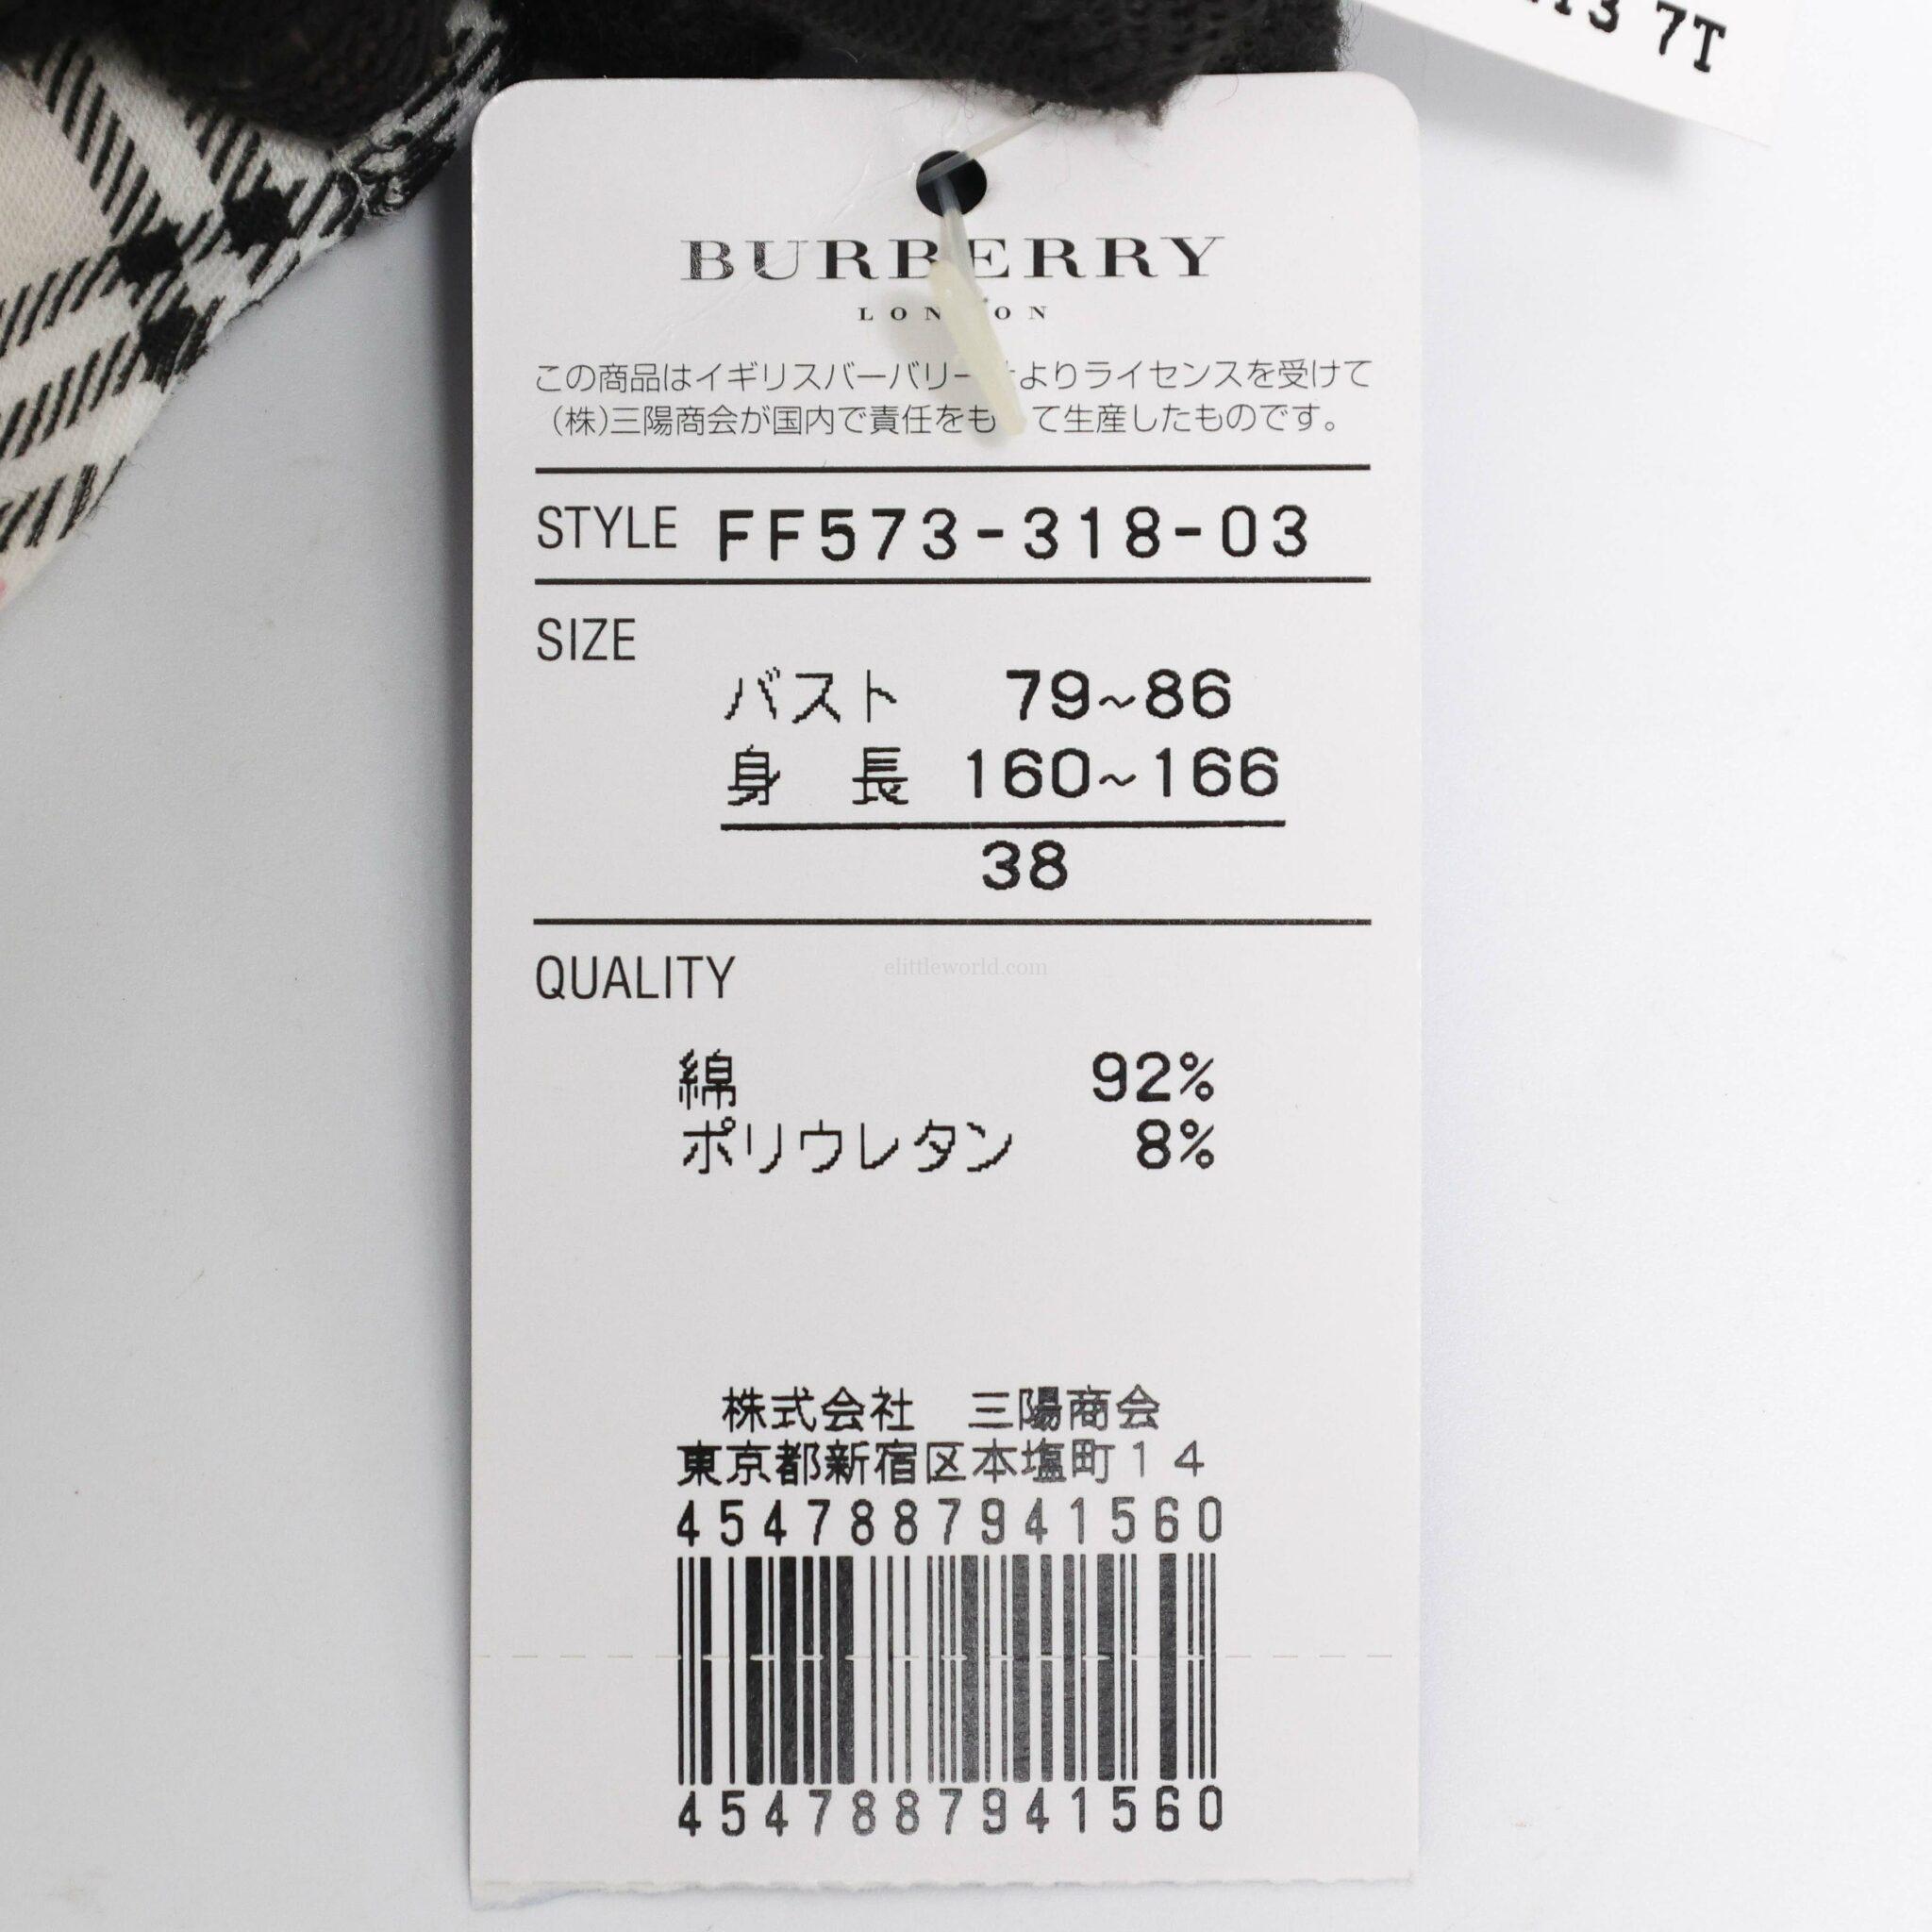 7T
BURBERRY
LONDON
この商品はイギリスバーバリー よりライセンスを受けて
(株)三陽商会が国内で責任をも て生産したものです。
STYLE FF573-318-03
SIZE
バスト 79~86
身 長 160~166
38
QUALITY
elittleworld.com
綿 92%
ポリウレタン 8%
株式会社 三陽商会
東京都新宿区本塩町14
4547887941560
4547887941560